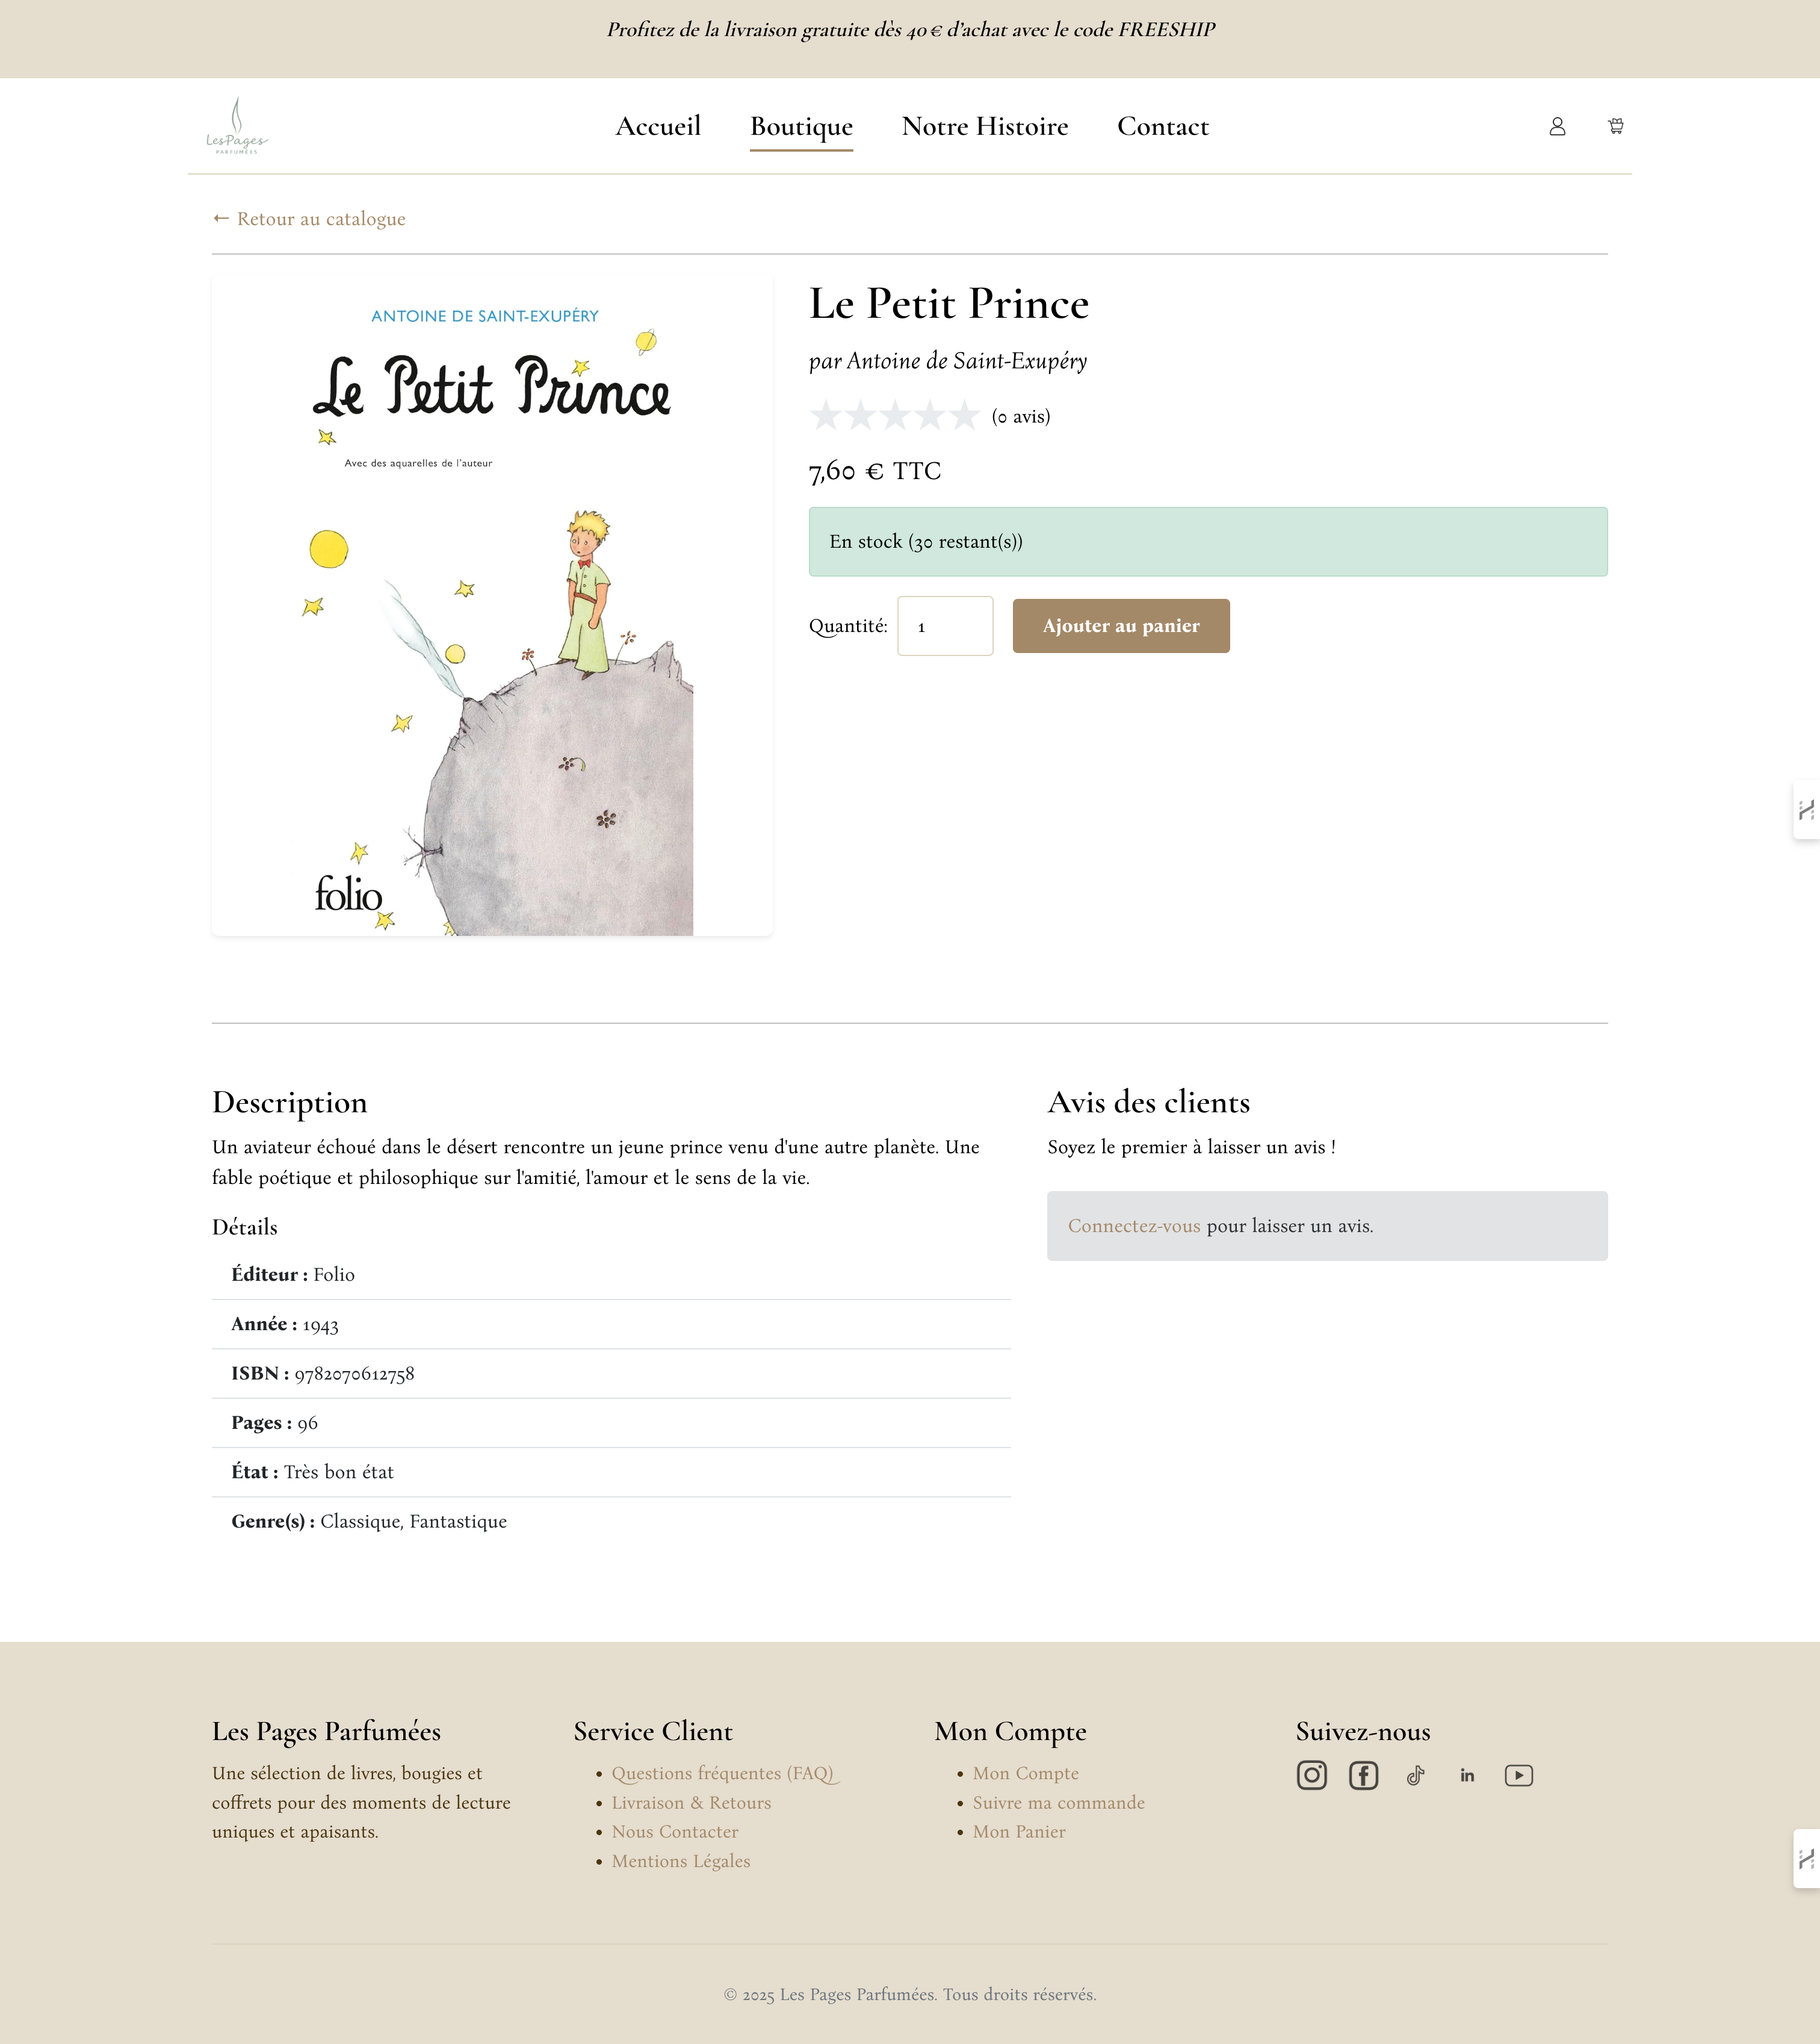 Profitez de la livraison gratuite dès 40 € d’achat avec le code FREESHIP
LesPages
PARFUMÉES
Accueil
Boutique
Notre Histoire
Contact
← Retour au catalogue
ANTOINE DE SAINT-EXUPÉRY
Le Petit Prince
Avec des aquarelles de l'auteur
folio
Le Petit Prince
par Antoine de Saint-Exupéry
★★★★★ (0 avis)
7,60 € TTC
En stock (30 restant(s))
Quantité: 1 Ajouter au panier
Description
Un aviateur échoué dans le désert rencontre un jeune prince venu d'une autre planète. Une
fable poétique et philosophique sur l'amitié, l'amour et le sens de la vie.
Détails
Éditeur : Folio
Année : 1943
ISBN : 9782070612758
Pages : 96
État : Très bon état
Genre(s) : Classique, Fantastique
Avis des clients
Soyez le premier à laisser un avis !
Connectez-vous pour laisser un avis.
Les Pages Parfumées
Une sélection de livres, bougies et
coffrets pour des moments de lecture
uniques et apaisants.
Service Client
• Questions fréquentes (FAQ)
• Livraison & Retours
• Nous Contacter
• Mentions Légales
Mon Compte
• Mon Compte
• Suivre ma commande
• Mon Panier
Suivez-nous
© 2025 Les Pages Parfumées. Tous droits réservés.